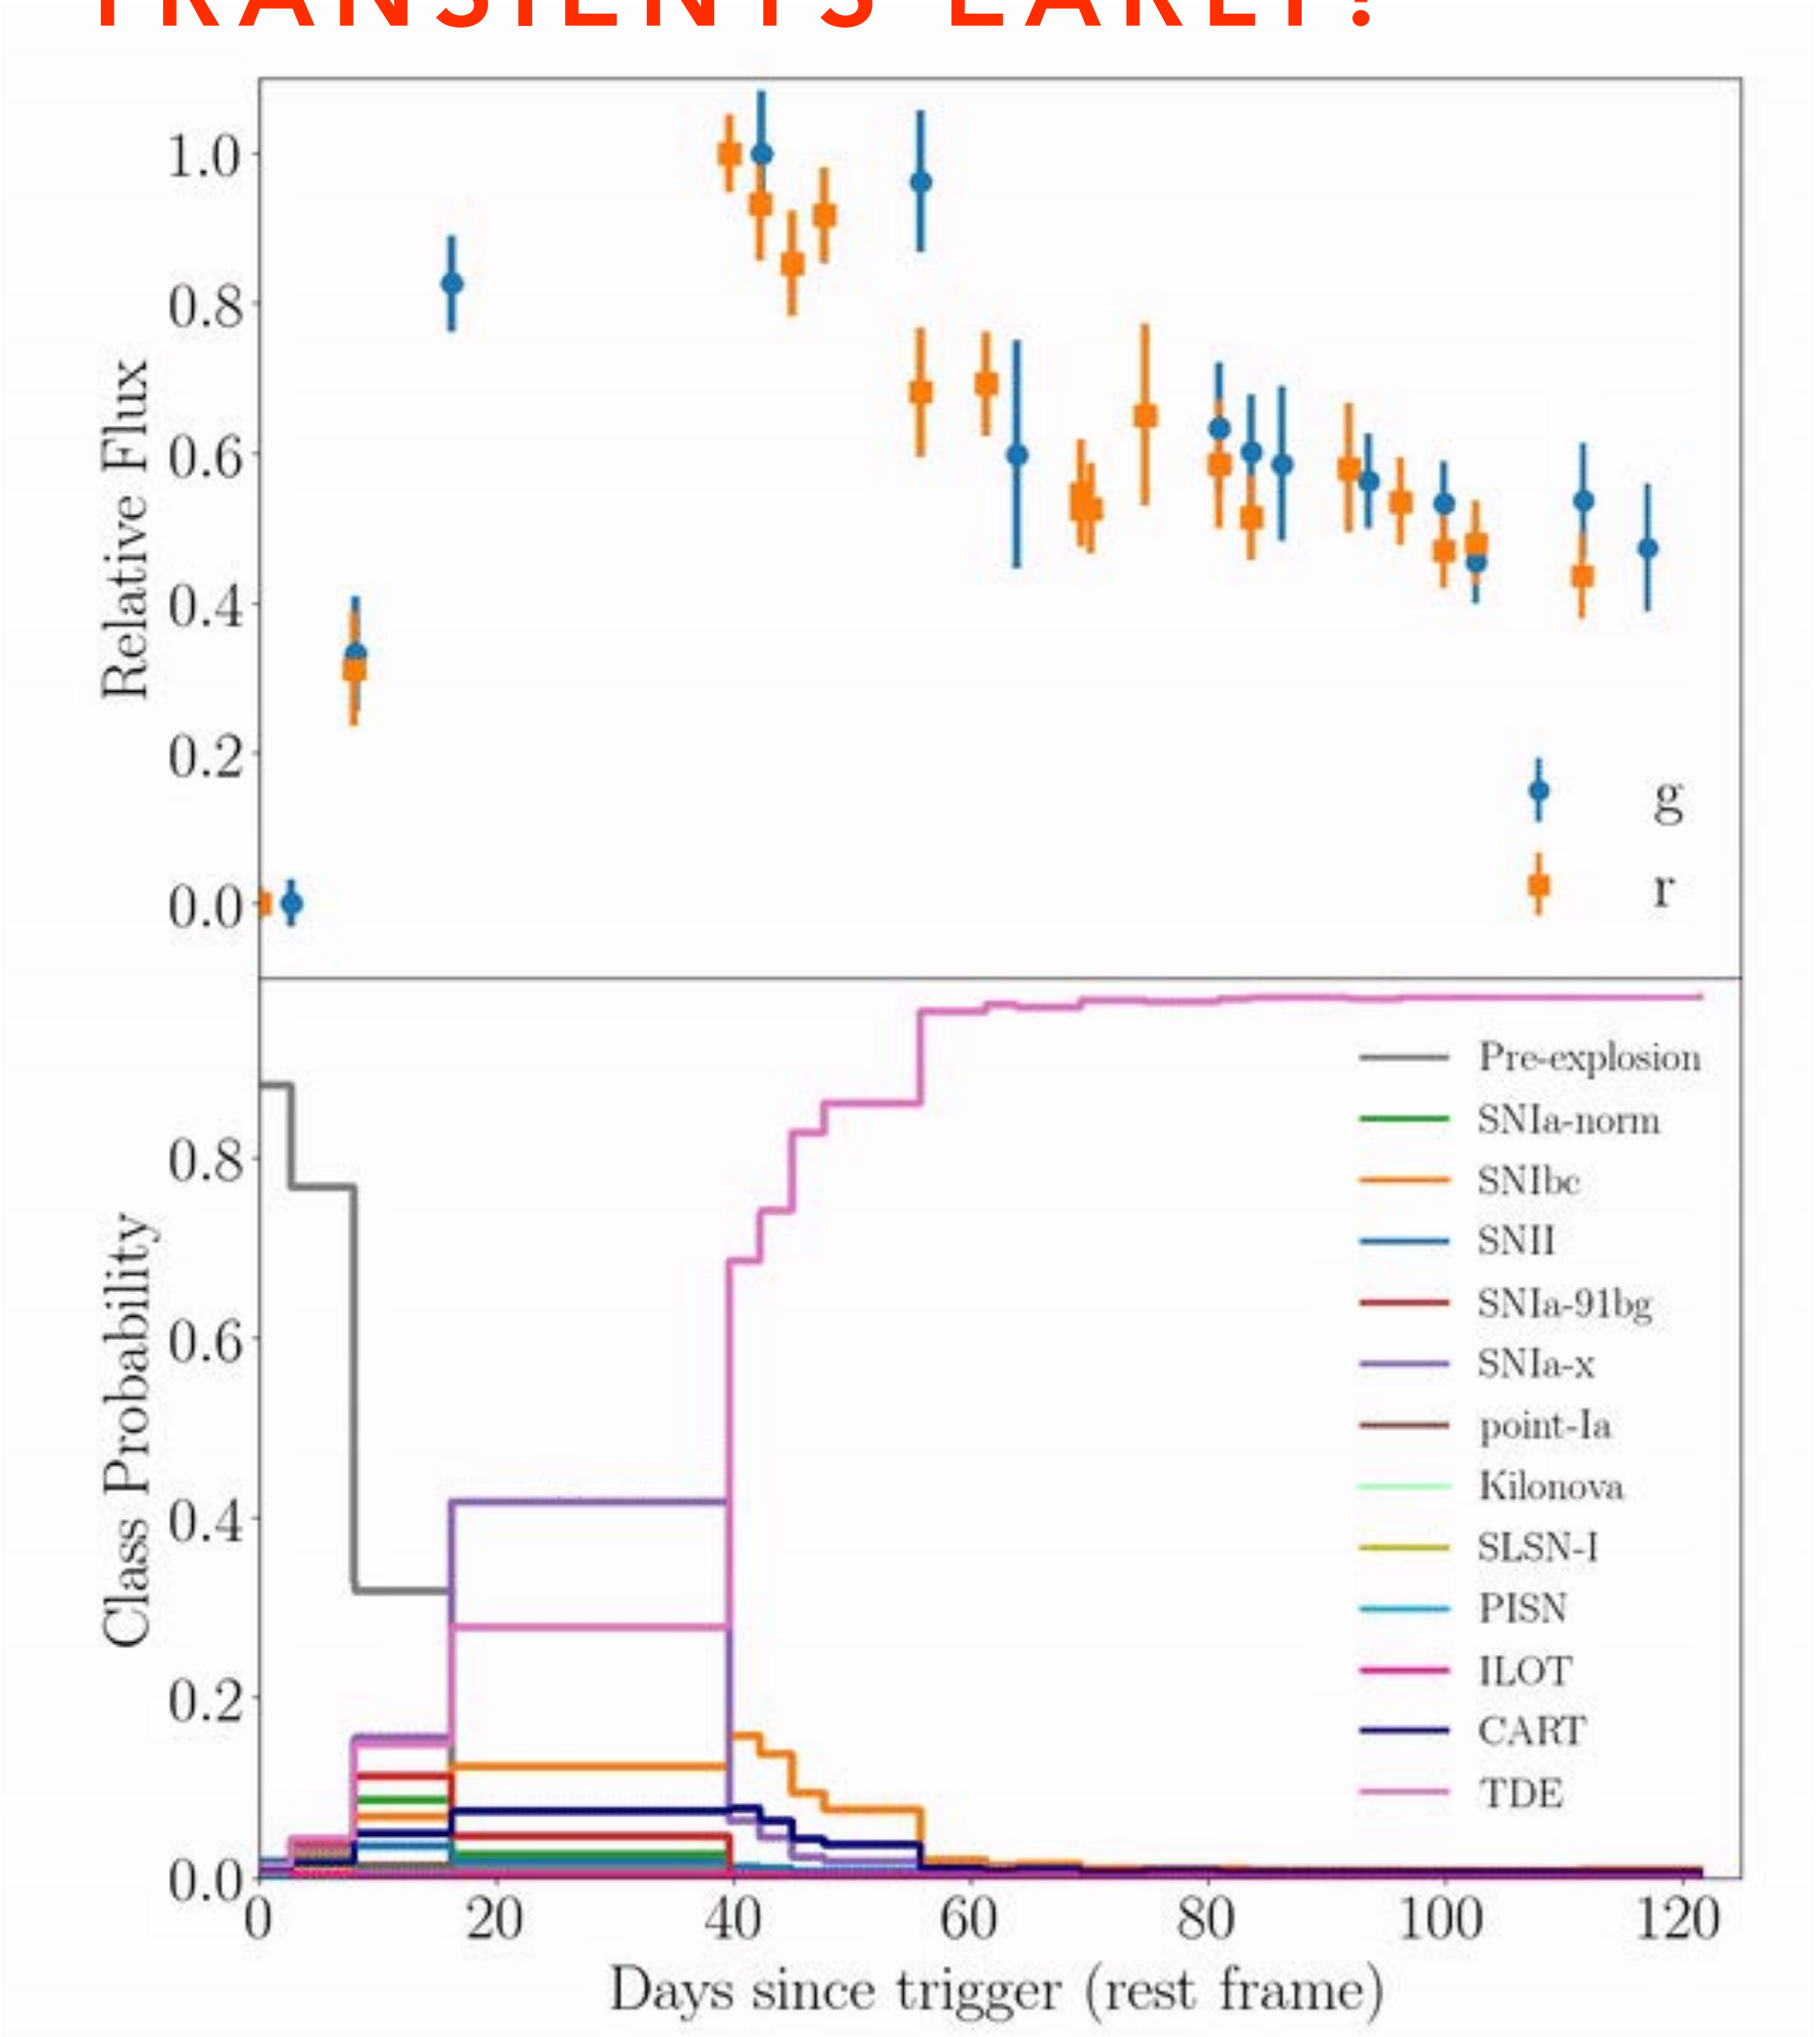 TRANSIENTS EARLY?
1.0
0.8
0.6
0.4
0.2
0.0
Relative Flux
g
r
0.8
0.6
0.4
0.2
0.0
Class Probability
Pre-explosion
SNIa-norm
SNIbc
SNII
SNIa-91bg
SNIa-x
point-Ia
Kilonova
SLSN-I
PISN
ILOT
CART
TDE
0 20 40 60 80 100 120
Days since trigger (rest frame)